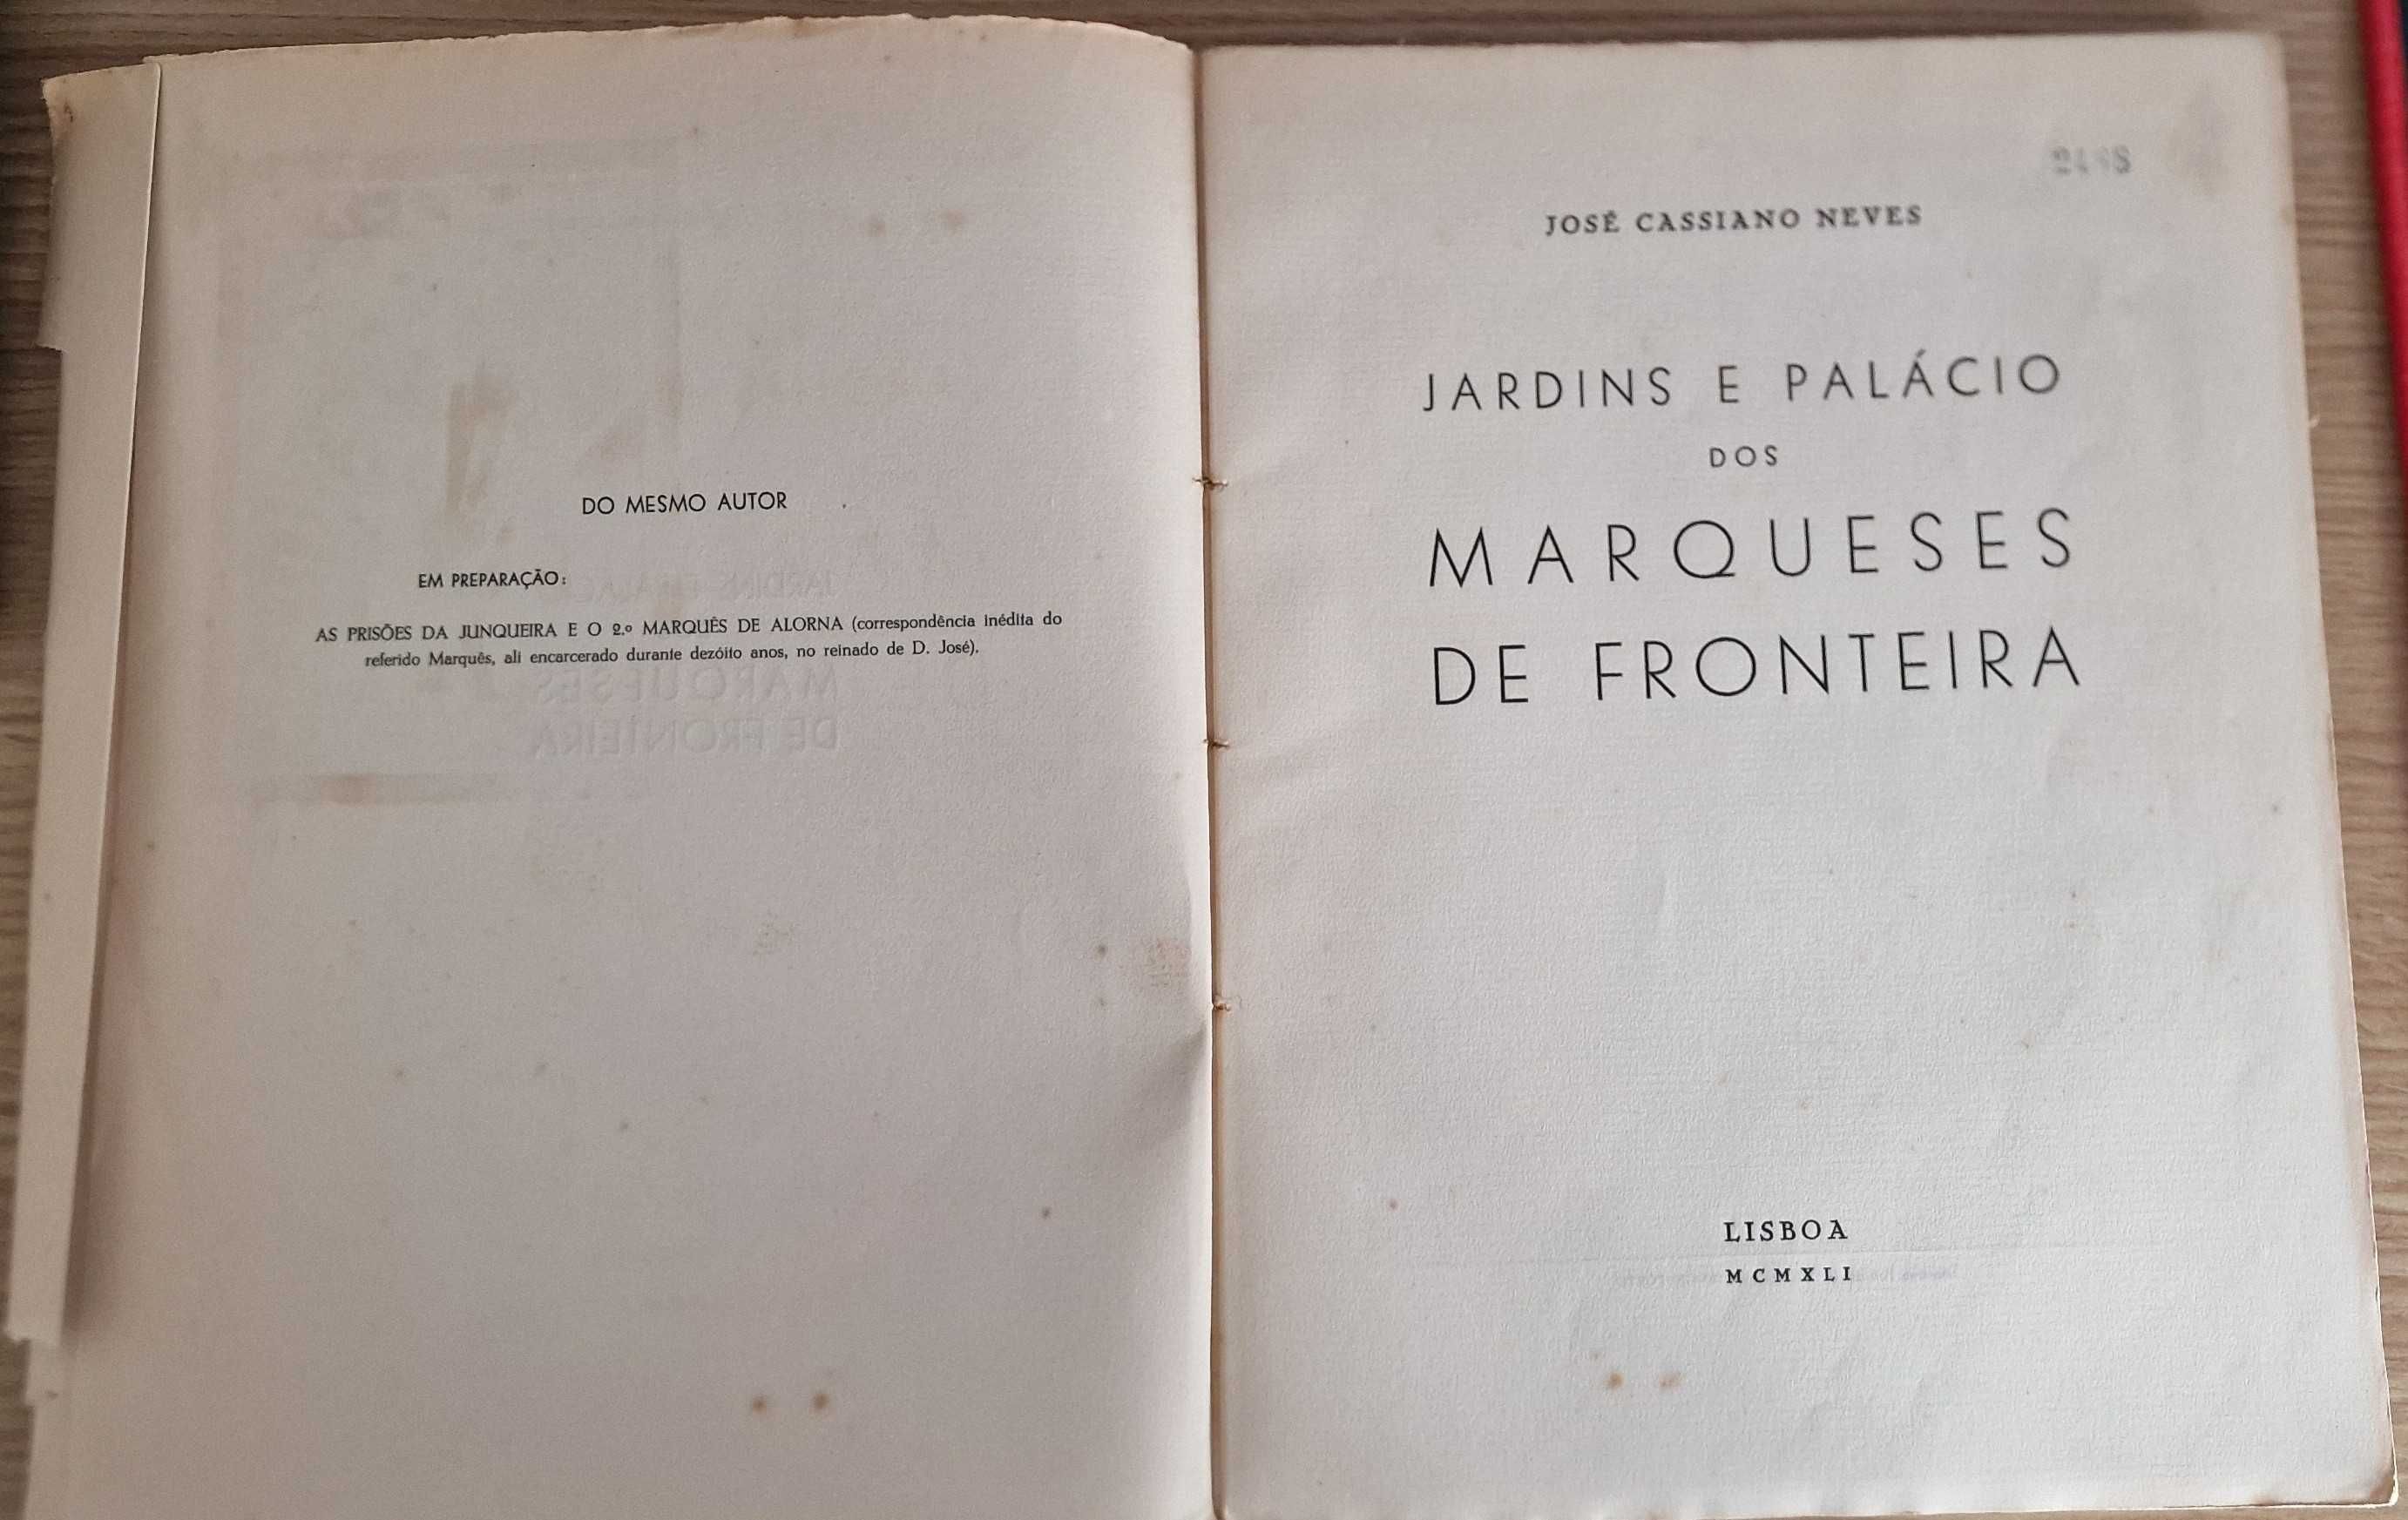 DO MESMO AUTOR
EM PREPARAÇÃO:
AS PRISÕES DA JUNQUEIRA E O 2.º MARQUÊS DE ALORNA (correspondência inédita do
referido Marquês, ali encarcerado durante dezóito anos, no reinado de D. José).
JOSÉ CASSIANO NEVES
JARDINS E PALÁCIO
DOS
MARQUESES
DE FRONTEIRA
LISBOA
MCMXLI